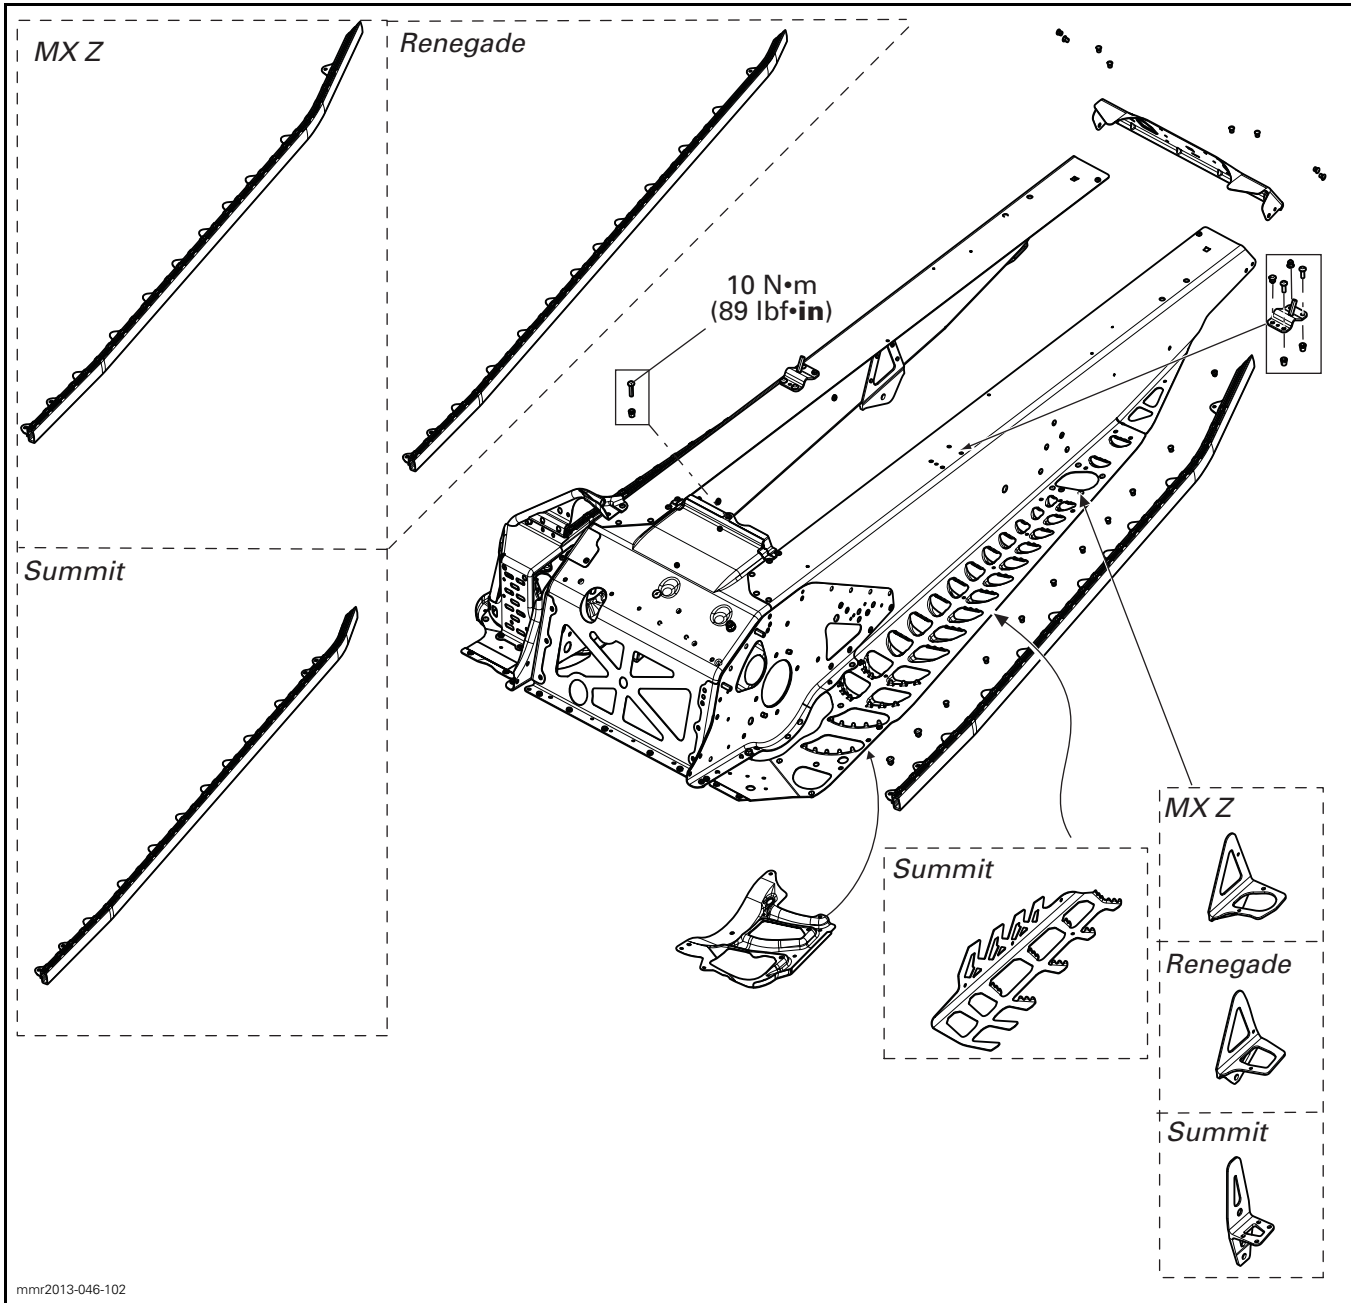 MX Z
Renegade
10 N•m
(89 lbf•in)
Summit
Summit
MX Z
Renegade
Summit
mmr2013-046-102